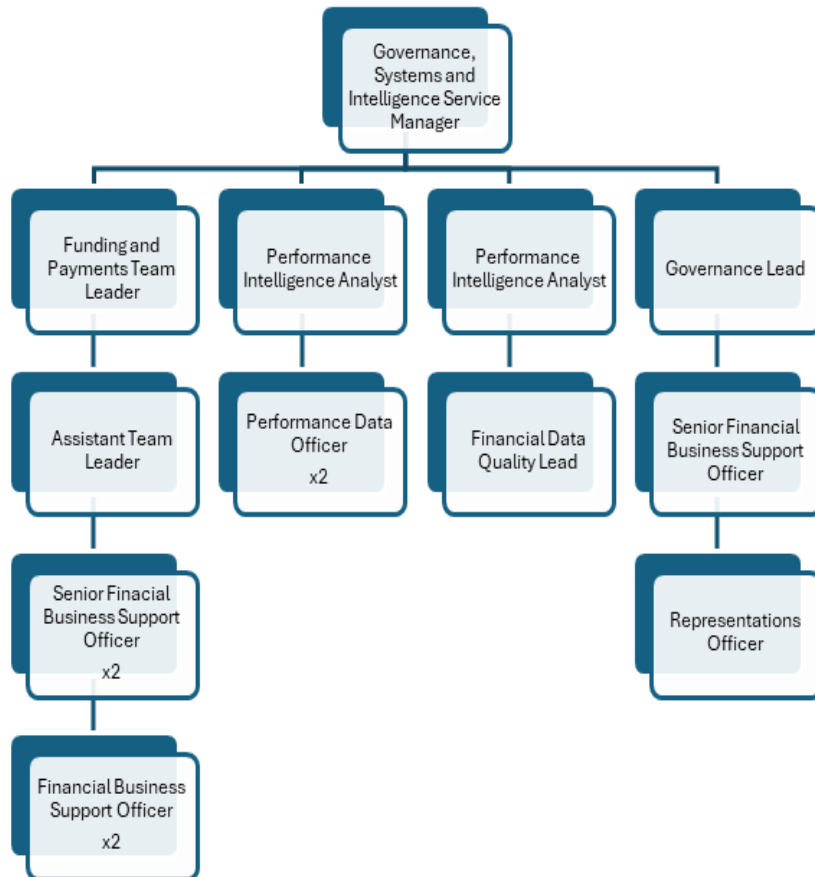 Governance,
Systems and
Intelligence Service
Manager
Funding and
Payments Team
Leader
Performance
Intelligence Analyst
Performance
Intelligence Analyst
Governance Lead
Assistant Team
Leader
Performance Data
Officer
x2
Financial Data
Quality Lead
Senior Financial
Business Support
Officer
Senior Finacial
Business Support
Officer
x2
Representations
Officer
Financial Business
Support Officer
x2